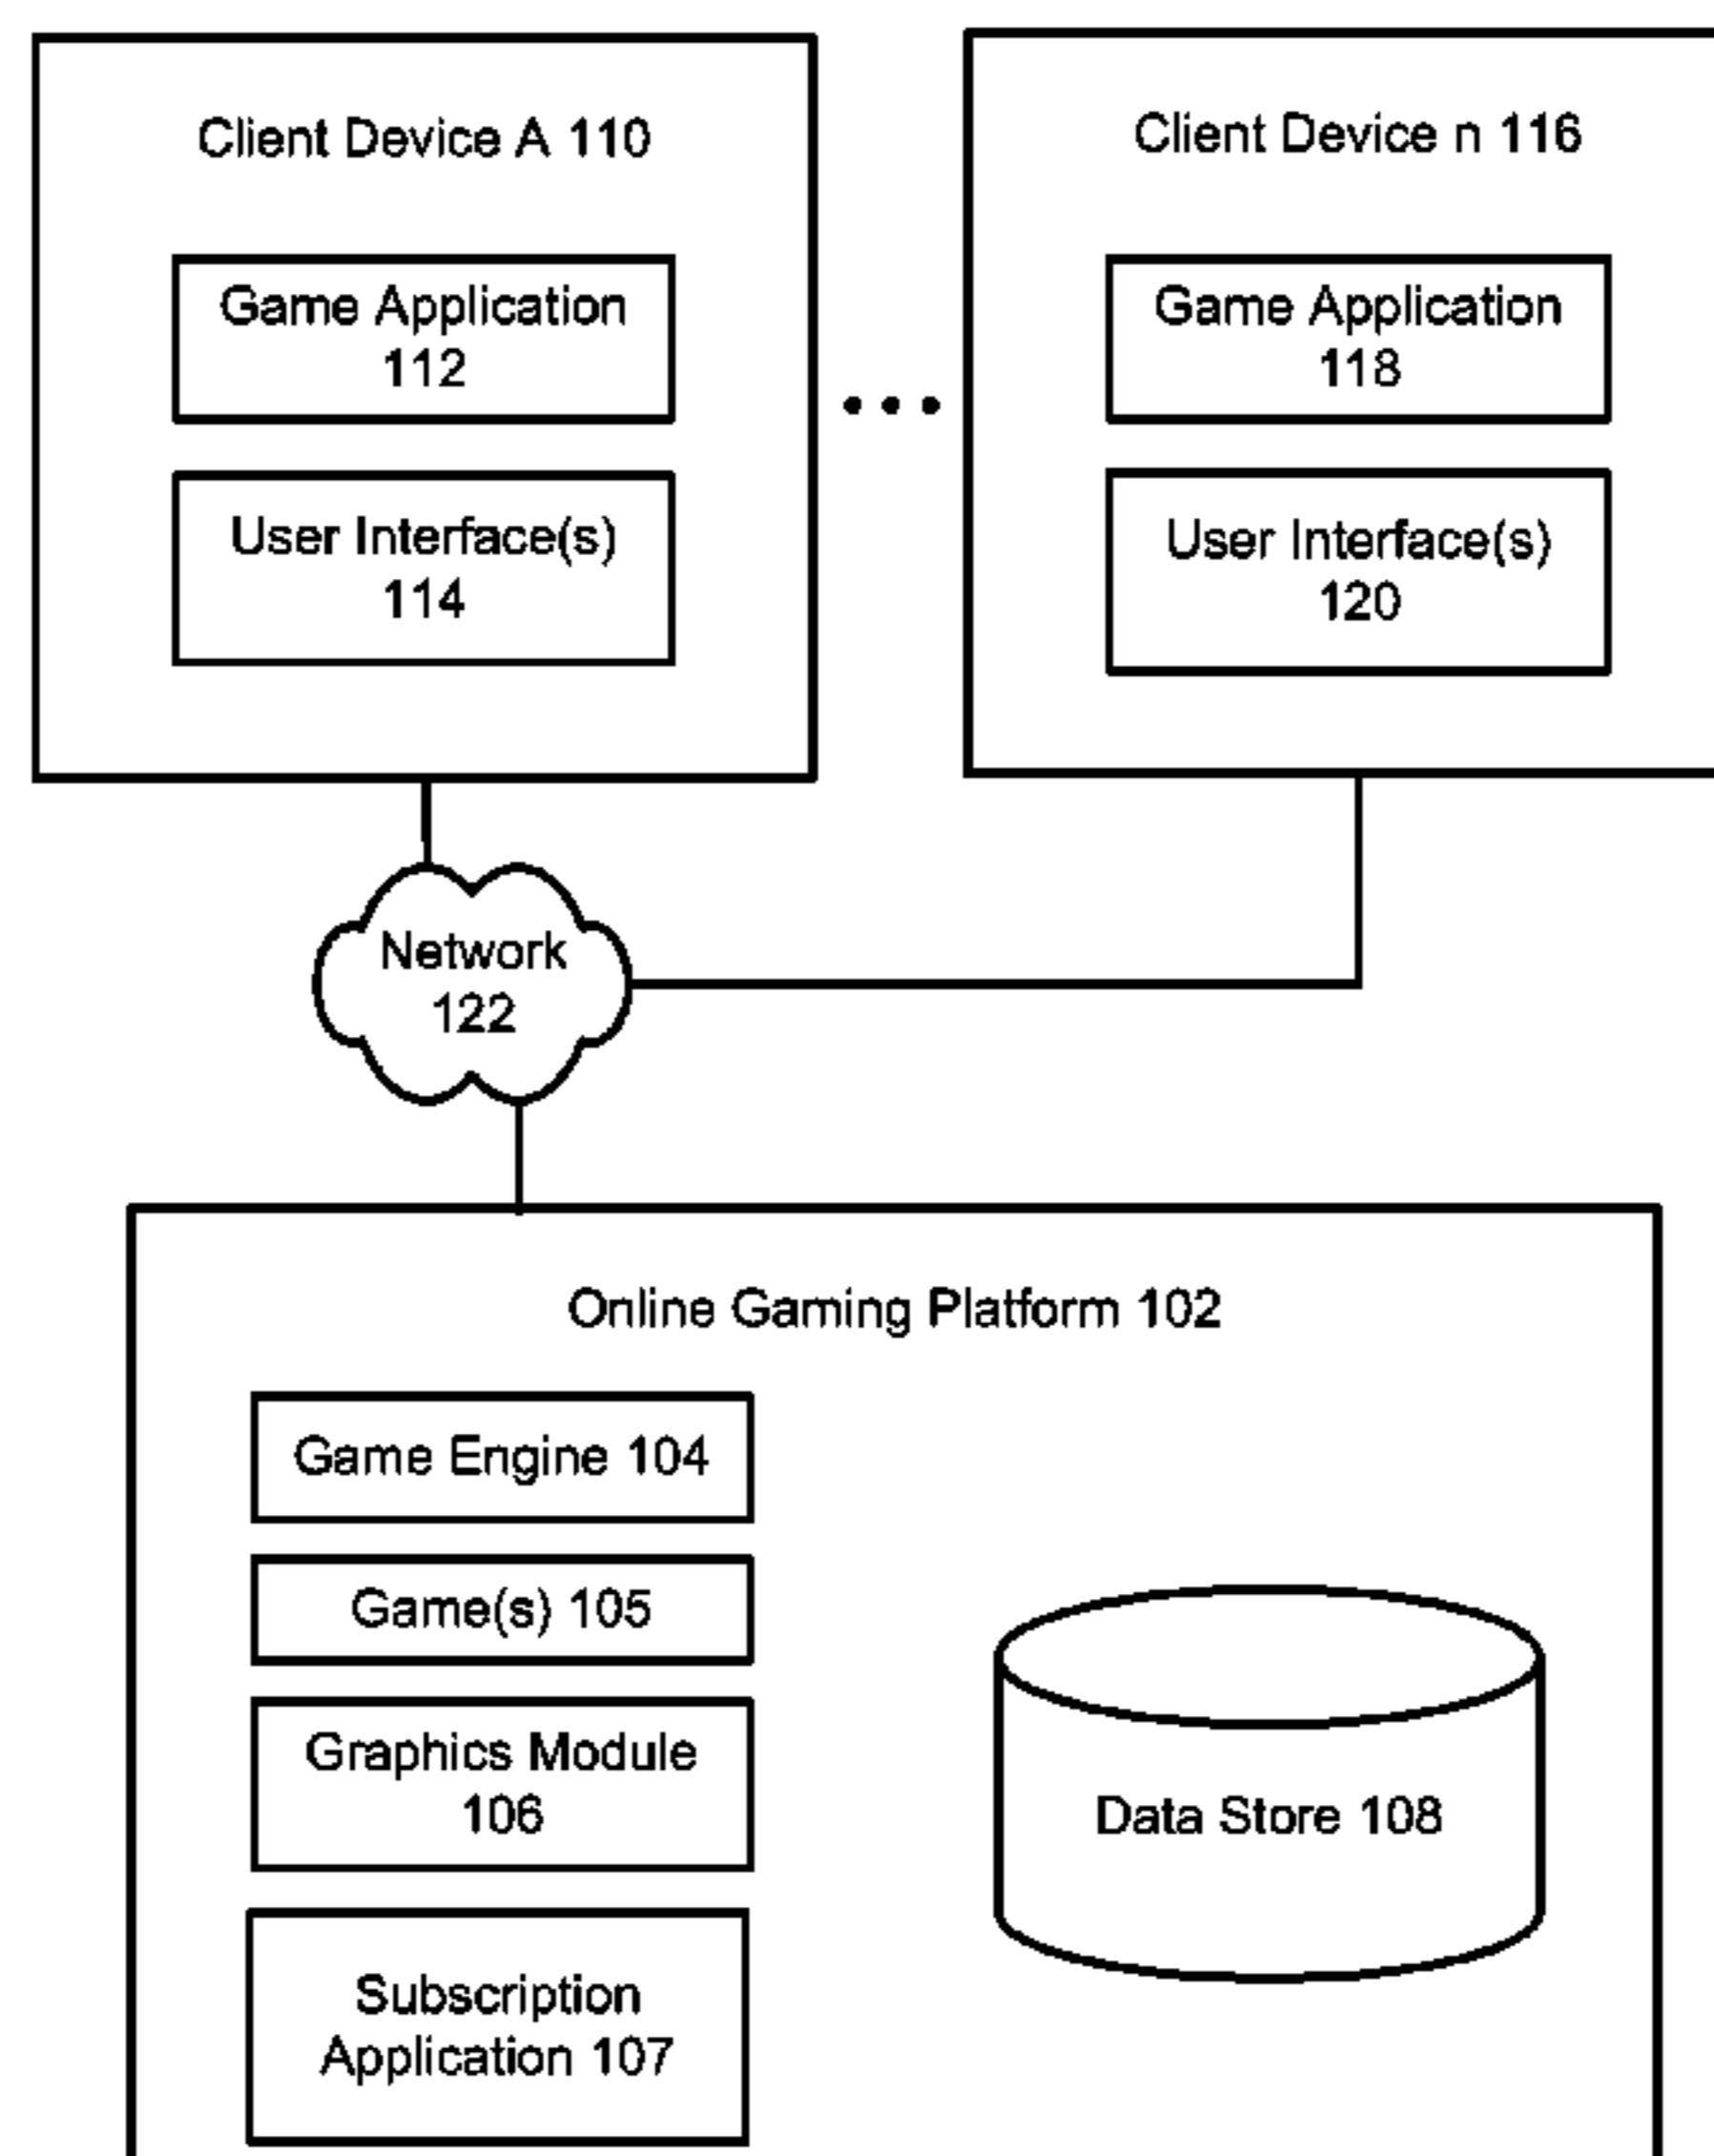 Client Device A 110
Game Application
112
User Interface(s)
114
Client Device n 116
Game Application
118
User Interface(s)
120
Network
122
Online Gaming Platform 102
Game Engine 104
Game(s) 105
Graphics Module
106
Subscription
Application 107
Data Store 108